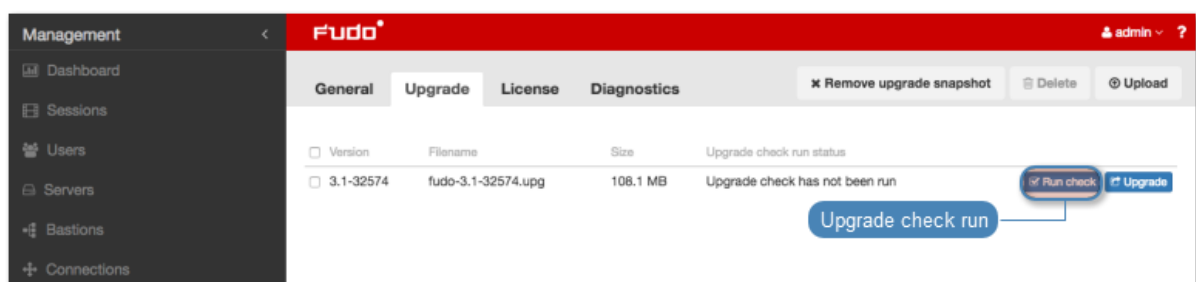 Management <
Fudo
admin ?
Dashboard
Sessions
Users
Servers
Bastions
Connections
General Upgrade License Diagnostics
Remove upgrade snapshot Delete Upload
Version Filename Size Upgrade check run status
3.1-32574 fudo-3.1-32574.upg 108.1 MB Upgrade check has not been run Run check Upgrade
Upgrade check run